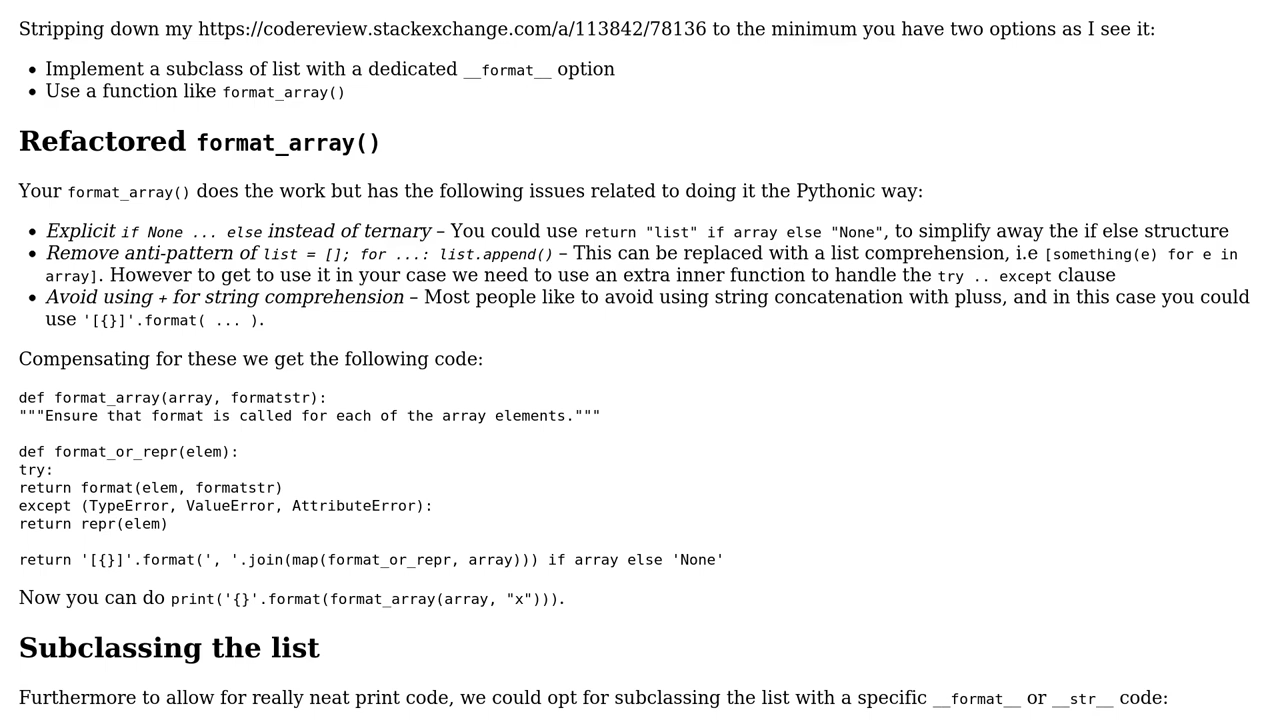 Stripping down my https://codereview.stackexchange.com/a/113842/78136 to the minimum you have two options as I see it:
• Implement a subclass of list with a dedicated __format__ option
• Use a function like format_array()
Refactored format_array()
Your format_array() does the work but has the following issues related to doing it the Pythonic way:
• Explicit if None ... else instead of ternary – You could use return "list" if array else "None", to simplify away the if else structure
• Remove anti-pattern of list = []; for ...: list.append() – This can be replaced with a list comprehension, i.e [something(e) for e in
array]. However to get to use it in your case we need to use an extra inner function to handle the try .. except clause
• Avoid using + for string comprehension – Most people like to avoid using string concatenation with pluss, and in this case you could
use '[{}]'.format( ... ).
Compensating for these we get the following code:
def format_array(array, formatstr):
"""Ensure that format is called for each of the array elements."""
def format_or_repr(elem):
try:
return format(elem, formatstr)
except (TypeError, ValueError, AttributeError):
return repr(elem)
return '[{}]'.format(', '.join(map(format_or_repr, array))) if array else 'None'
Now you can do print('{}'.format(format_array(array, "x"))).
Subclassing the list
Furthermore to allow for really neat print code, we could opt for subclassing the list with a specific __format__ or __str__ code: